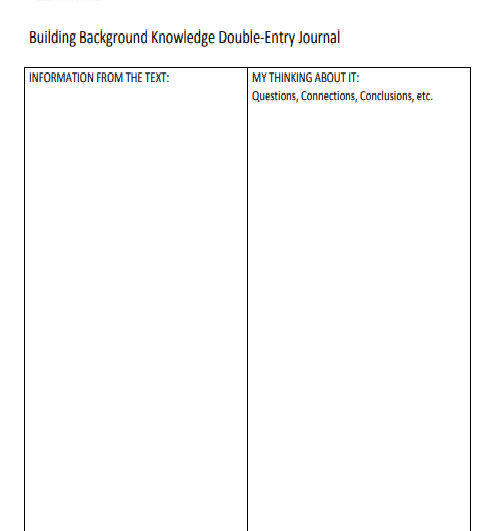 Building Background Knowledge Double-Entry Journal
INFORMATION FROM THE TEXT:
MY THINKING ABOUT IT:
Questions, Connections, Conclusions, etc.